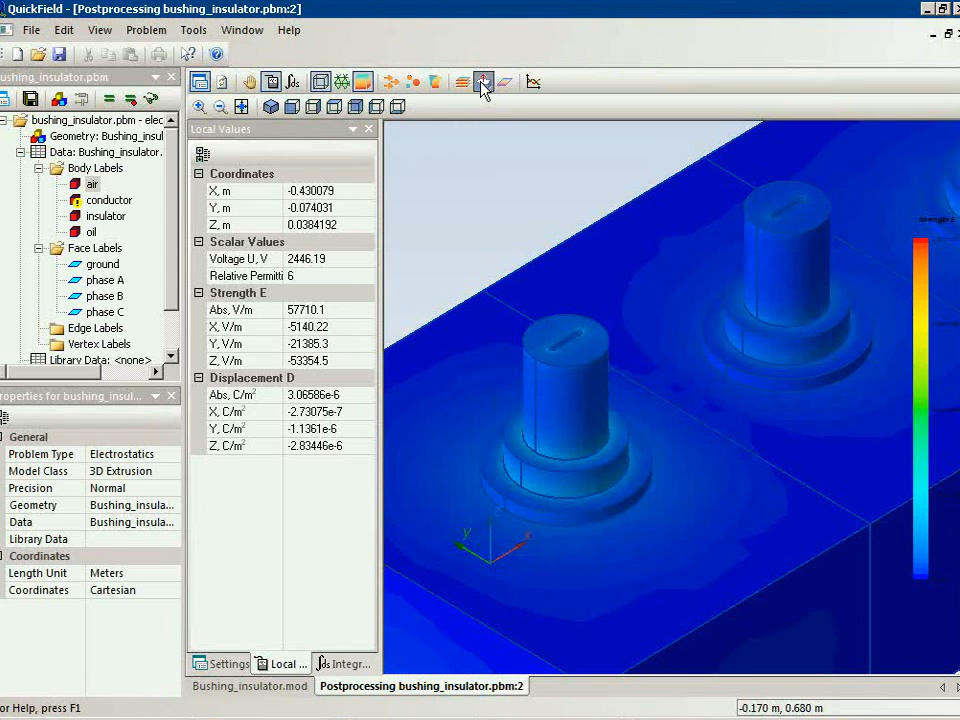 QuickField - [Postprocessing bushing_insulator.pbm:2]
File Edit View Problem Tools Window Help
ushing_insulator.pbm
bushing_insulator.pbm - elec
Geometry: Bushing_insul
Data: Bushing_insulator.
Body Labels
air
conductor
insulator
oil
Face Labels
ground
phase A
phase B
phase C
Edge Labels
Vertex Labels
Library Data: <none>
roperties for bushing_insul...
General
Problem Type Electrostatics
Model Class 3D Extrusion
Precision Normal
Geometry Bushing_insula...
Data Bushing_insula...
Library Data
Coordinates
Length Unit Meters
Coordinates Cartesian
or Help, press F1
Local Values
Coordinates
X, m -0.430079
Y, m -0.074031
Z, m 0.0384192
Scalar Values
Voltage U, V 2446.19
Relative Permitti 6
Strength E
Abs, V/m 57710.1
X, V/m -5140.22
Y, V/m -21385.3
Z, V/m -53354.5
Displacement D
Abs, C/m² 3.06586e-6
X, C/m² -2.73075e-7
Y, C/m² -1.1361e-6
Z, C/m² -2.83446e-6
Settings Local ... Integr...
Bushing_insulator.mod Postprocessing bushing_insulator.pbm:2
y x
-0.170 m, 0.680 m